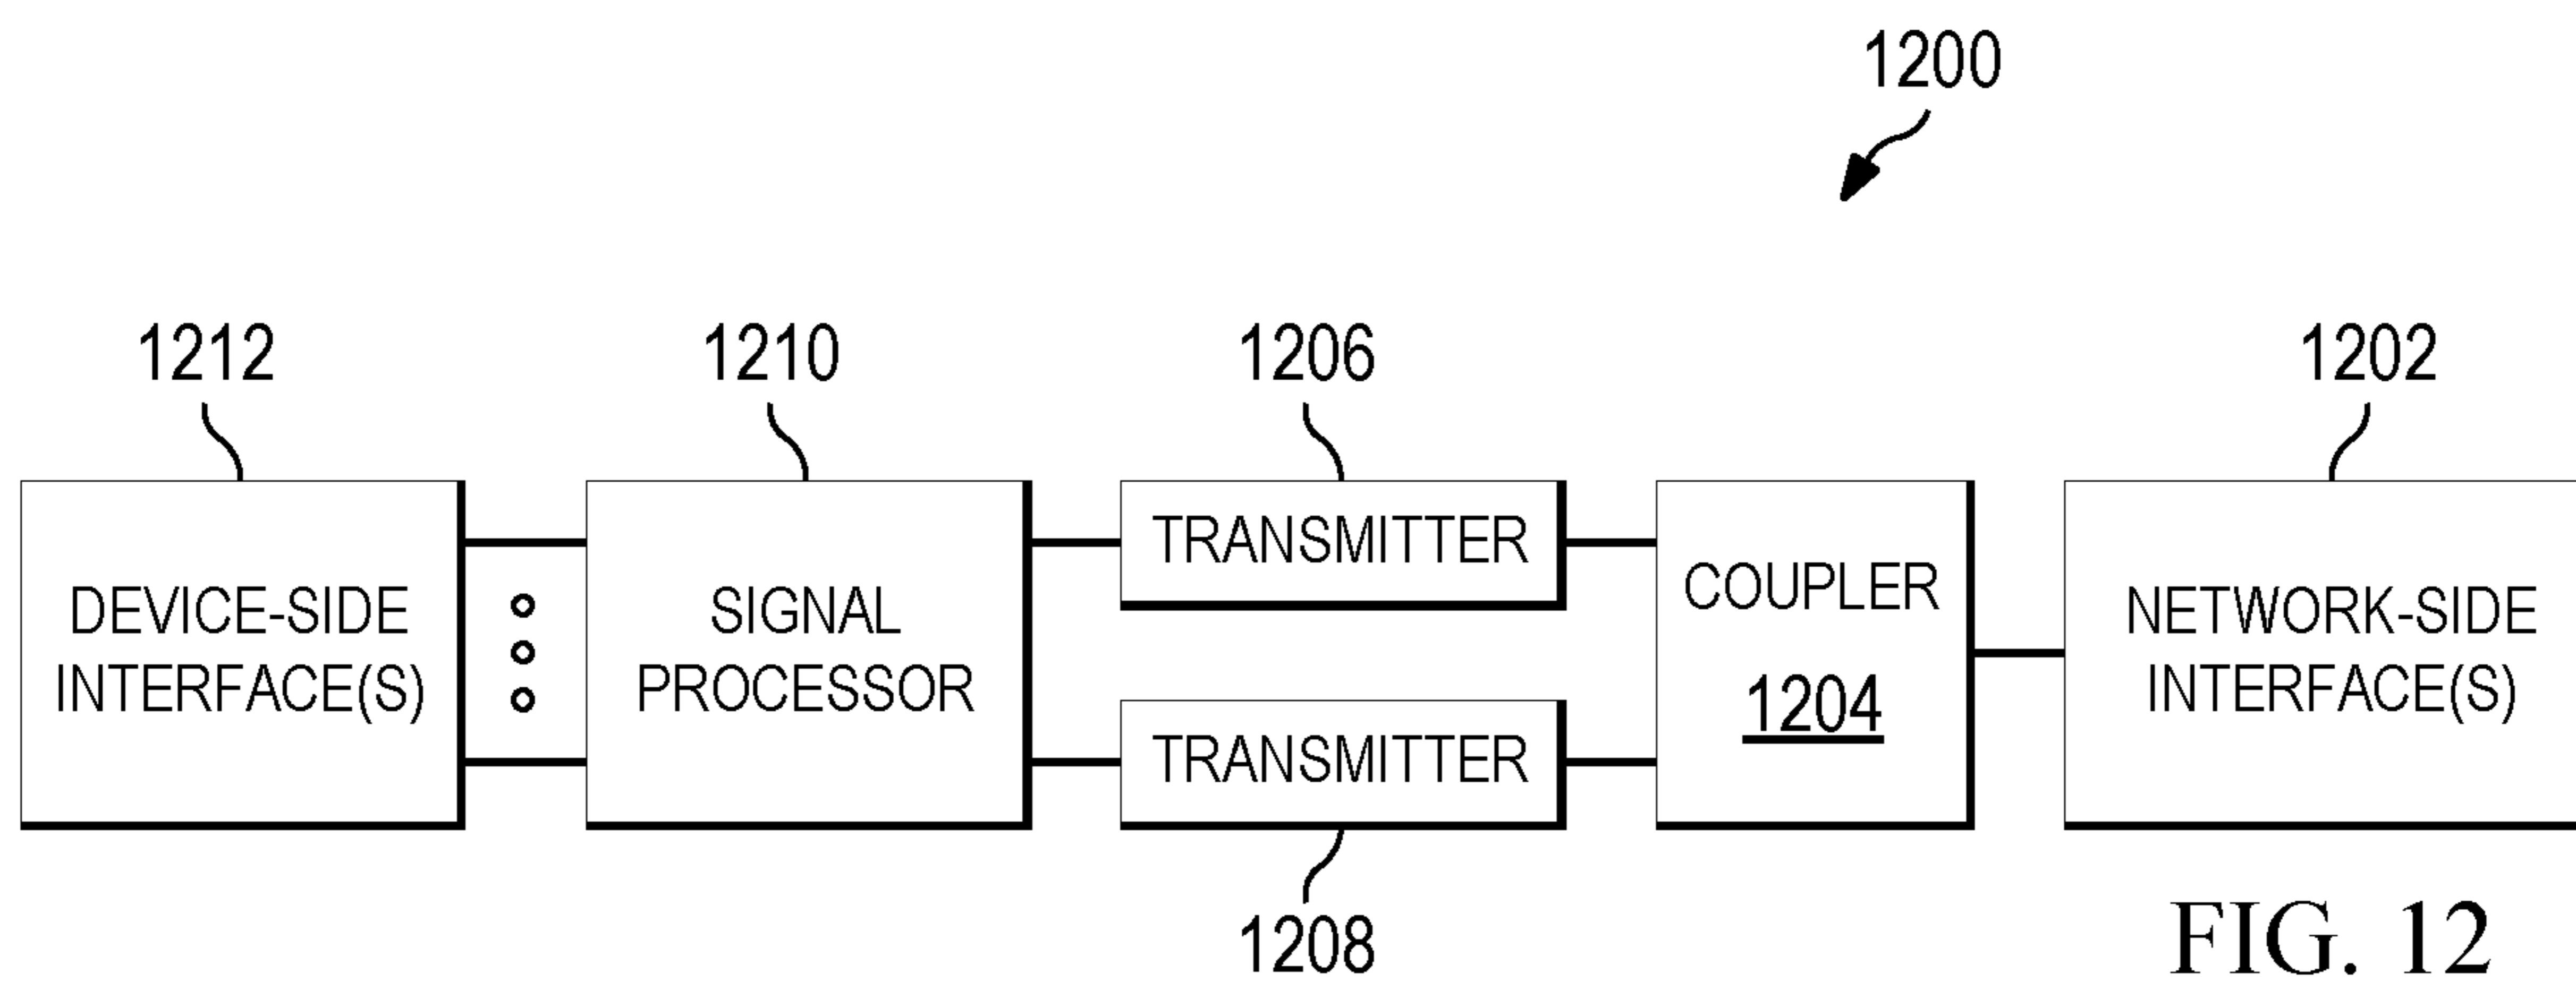 1200
1212
1210
1206
1202
DEVICE-SIDE
INTERFACE(S)
SIGNAL
PROCESSOR
TRANSMITTER
TRANSMITTER
COUPLER
1204
NETWORK-SIDE
INTERFACE(S)
1208
FIG. 12